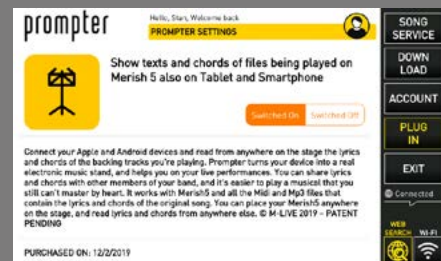 prompter
Hello, Stan, Welcome back
PROMPTER SETTINGS
Show texts and chords of files being played on
Merish 5 also on Tablet and Smartphone
Switched On
Switched Off
Connect your Apple and Android devices and read from anywhere on the stage the lyrics
and chords of the backing tracks you're playing. Prompter turns your device into a real
electronic music stand, and helps you on your live performances. You can share lyrics
and chords with other members of your band, and it's easier to play a musical that you
still can't master by heart. It works with Merish5 and all the Midi and Mp3 files that
contain the lyrics and chords of the original song. You can place your Merish5 anywhere
on the stage, and read lyrics and chords from anywhere else. © M-LIVE 2019 - PATENT
PENDING
PURCHASED ON: 12/2/2019
SONG
SERVICE
DOWN
LOAD
ACCOUNT
PLUG
IN
EXIT
Connected
WEB
SEARCH
WI-FI